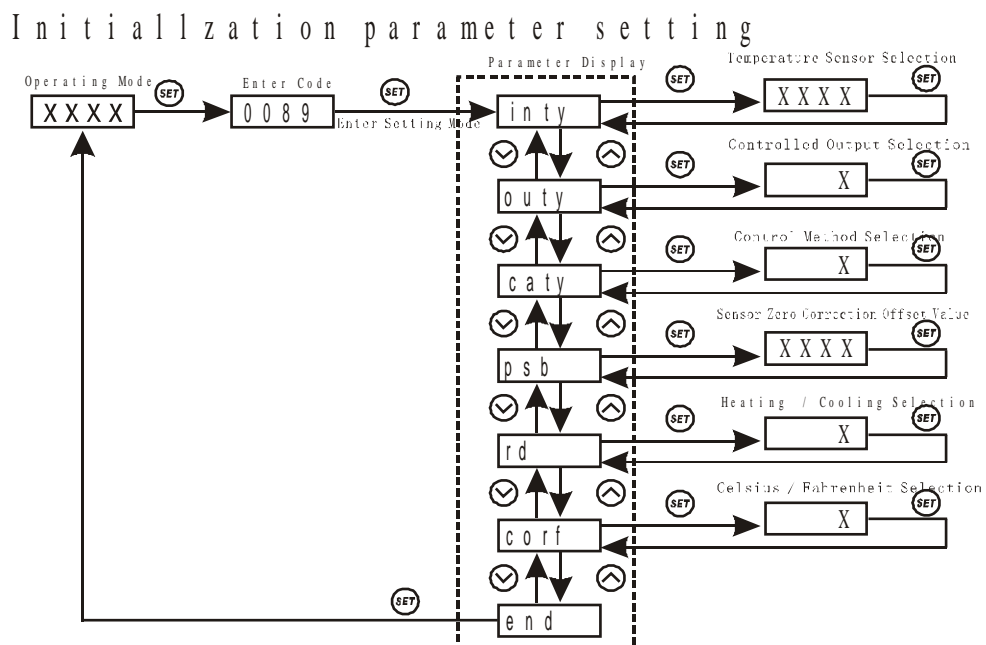 Initiallzation parameter setting
Parameter Display
Temperature Sensor Selection
Operating Mode
SET
Enter Code
SET
SET
XXXX
SET
XXXX
0089
inty
Enter Setting Mode
Controlled Output Selection
SET
X
SET
outy
Control Method Selection
SET
X
SET
caty
Sensor Zero Correction Offset Value
SET
XXXX
SET
psb
Heating / Cooling Selection
SET
X
SET
rd
Celsius / Fahrenheit Selection
SET
X
SET
corf
SET
end